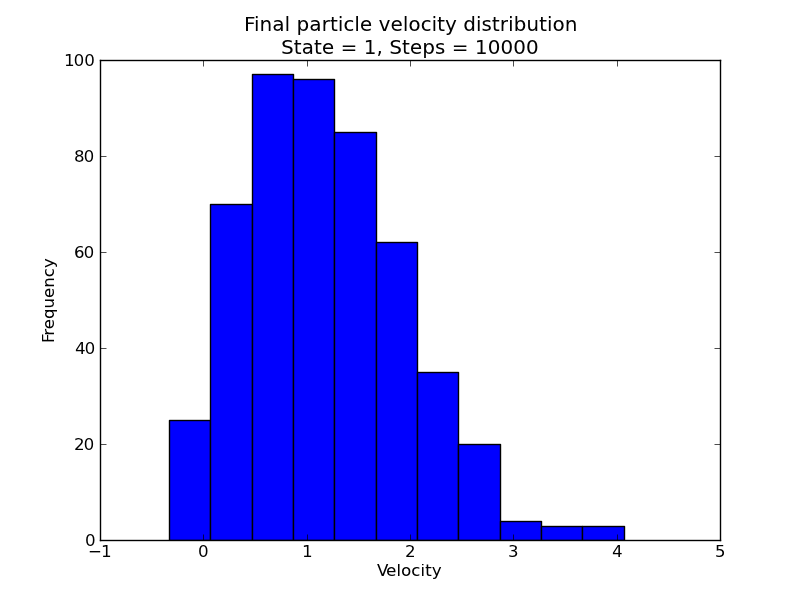 Final particle velocity distribution
State = 1, Steps = 10000
100
80
60
40
20
0
Frequency
−1 0 1 2 3 4 5
Velocity